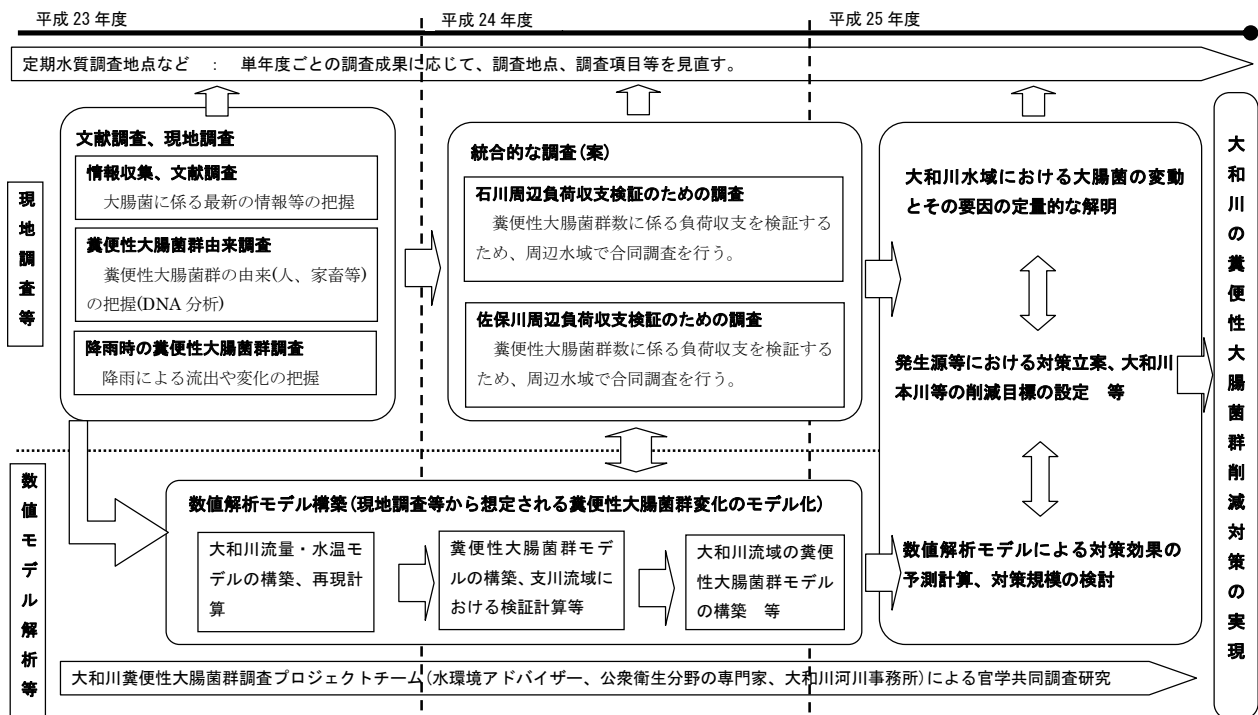 平成 23 年度
平成 24 年度
平成 25 年度
定期水質調査地点など　：　単年度ごとの調査成果に応じて、調査地点、調査項目等を見直す。
現地調査等
文献調査、現地調査
情報収集、文献調査
大腸菌に係る最新の情報等の把握
糞便性大腸菌群由来調査
糞便性大腸菌群の由来(人、家畜等)
の把握(DNA 分析)
降雨時の糞便性大腸菌群調査
降雨による流出や変化の把握
統合的な調査(案)
石川周辺負荷収支検証のための調査
糞便性大腸菌群数に係る負荷収支を検証する
ため、周辺水域で合同調査を行う。
佐保川周辺負荷収支検証のための調査
糞便性大腸菌群数に係る負荷収支を検証する
ため、周辺水域で合同調査を行う。
大和川水域における大腸菌の変動
とその要因の定量的な解明
発生源等における対策立案、大和川
本川等の削減目標の設定　等
数値解析モデルによる対策効果の
予測計算、対策規模の検討
大和川の糞便性大腸菌群削減対策の実現
数値モデル解析等
数値解析モデル構築(現地調査等から想定される糞便性大腸菌群変化のモデル化)
大和川流量・水温モ
デルの構築、再現計
算
糞便性大腸菌群モデ
ルの構築、支川流域に
おける検証計算等
大和川流域の糞便
性大腸菌群モデル
の構築　等
大和川糞便性大腸菌群調査プロジェクトチーム(水環境アドバイザー、公衆衛生分野の専門家、大和川河川事務所)による官学共同調査研究